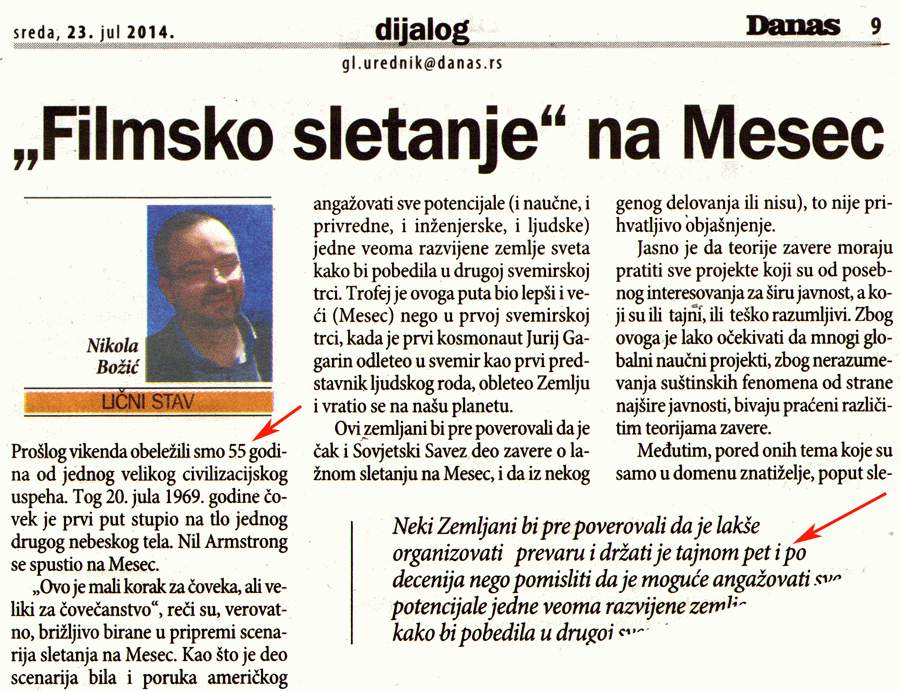 sreda, 23. jul 2014.
dijalog
Danas 9
gl.urednik@danas.rs
„Filmsko sletanje“ na Mesec
Nikola
Božić
LIČNI STAV
Prošlog vikenda obeležili smo 55 godi-
na od jednog velikog civilizacijskog
uspeha. Tog 20. jula 1969. godine čo-
vek je prvi put stupio na tlo jednog
drugog nebeskog tela. Nil Armstrong
se spustio na Mesec.
„Ovo je mali korak za čoveka, ali ve-
liki za čovečanstvo“, reči su, verovat-
no, brižljivo birane u pripremi scena-
rija sletanja na Mesec. Kao što je deo
scenarija bila i poruka američkog
angažovati sve potencijale (i naučne, i
privredne, i inženjerske, i ljudske)
jedne veoma razvijene zemlje sveta
kako bi pobedila u drugoj svemirskoj
trci. Trofej je ovoga puta bio lepši i ve-
ći (Mesec) nego u prvoj svemirskoj
trci, kada je prvi kosmonaut Jurij Ga-
garin odleteo u svemir kao prvi pred-
stavnik ljudskog roda, obleteo Zemlju
i vratio se na našu planetu.
Ovi zemljani bi pre poverovali da je
čak i Sovjetski Savez deo zavere o la-
žnom sletanju na Mesec, i da iz nekog
genog delovanja ili nisu), to nije pri-
hvatljivo objašnjenje.
Jasno je da teorije zavere moraju
pratiti sve projekte koji su od poseb-
nog interesovanja za širu javnost, a ko-
ji su ili tajni, ili teško razumljivi. Zbog
ovoga je lako očekivati da mnogi glo-
balni naučni projekti, zbog nerazume-
vanja suštinskih fenomena od strane
najšire javnosti, bivaju praćeni različi-
tim teorijama zavere.
Međutim, pored onih tema koje su
samo u domenu znatiželje, poput sle-
Neki Zemljani bi pre poverovali da je lakše
organizovati prevaru i držati je tajnom pet i po
decenija nego pomisliti da je moguće angažovati sve
potencijale jedne veoma razvijene
kako bi pobedila u drugoj